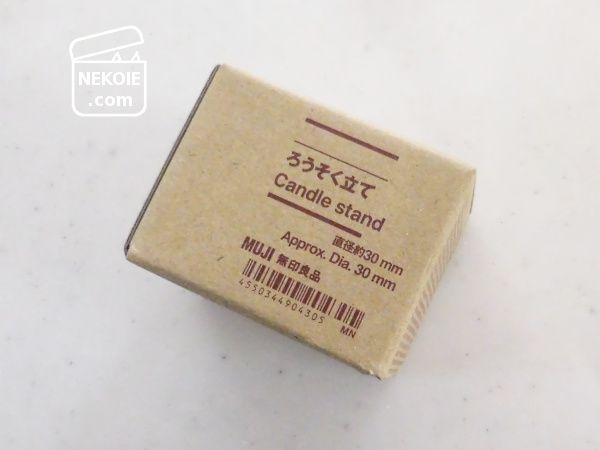 NEKOIE
.com
ろうそく立て
Candle stand
直径約30mm
Approx. Dia. 30 mm
MUJI 無印良品
4550344904305
MN